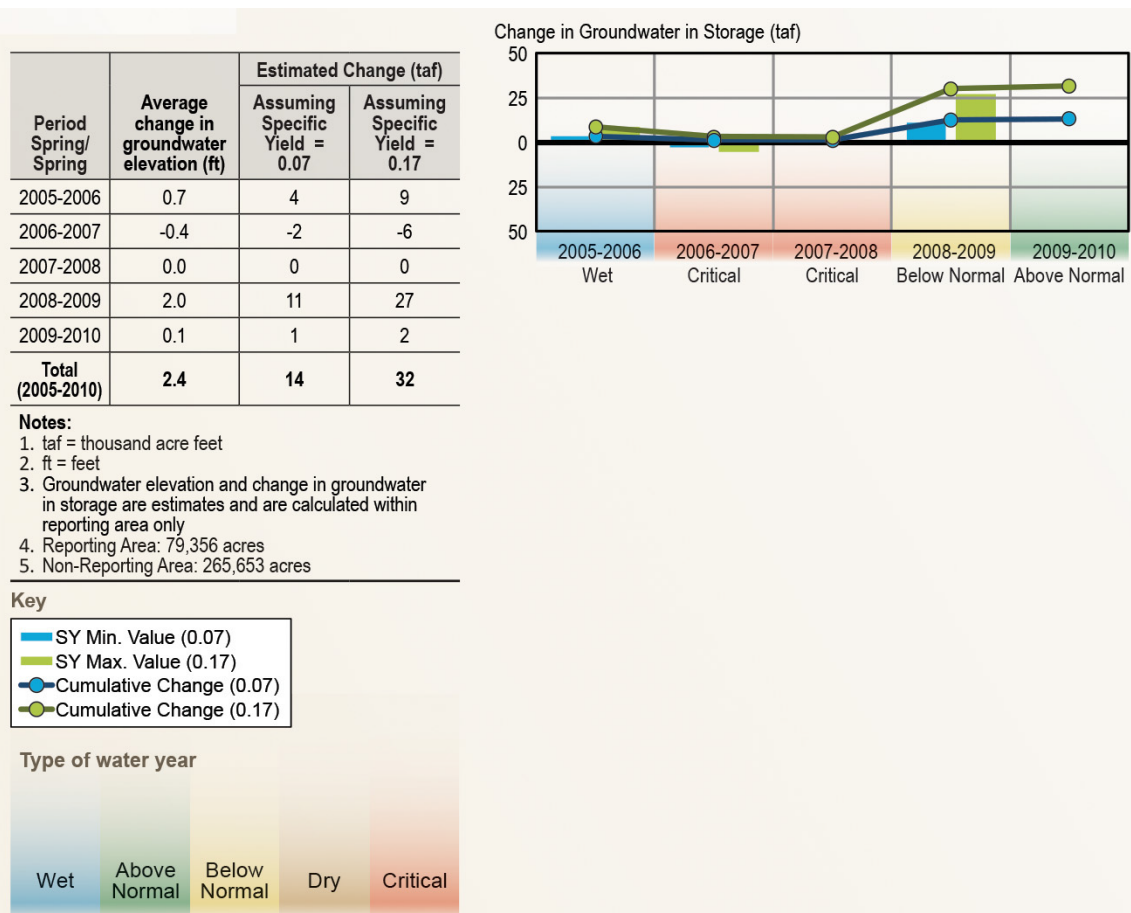 Estimated Change (taf)
Period
Spring/
Spring
Average
change in
groundwater
elevation (ft)
Assuming
Specific
Yield =
0.07
Assuming
Specific
Yield =
0.17
2005-2006 0.7 4 9
2006-2007 -0.4 -2 -6
2007-2008 0.0 0 0
2008-2009 2.0 11 27
2009-2010 0.1 1 2
Total
(2005-2010) 2.4 14 32
Notes:
1. taf = thousand acre feet
2. ft = feet
3. Groundwater elevation and change in groundwater
in storage are estimates and are calculated within
reporting area only
4. Reporting Area: 79,356 acres
5. Non-Reporting Area: 265,653 acres
Key
SY Min. Value (0.07)
SY Max. Value (0.17)
Cumulative Change (0.07)
Cumulative Change (0.17)
Type of water year
Wet
Above
Normal
Below
Normal
Dry
Critical
Change in Groundwater in Storage (taf)
50
25
0
25
50
2005-2006 2006-2007 2007-2008 2008-2009 2009-2010
Wet Critical Critical Below Normal Above Normal